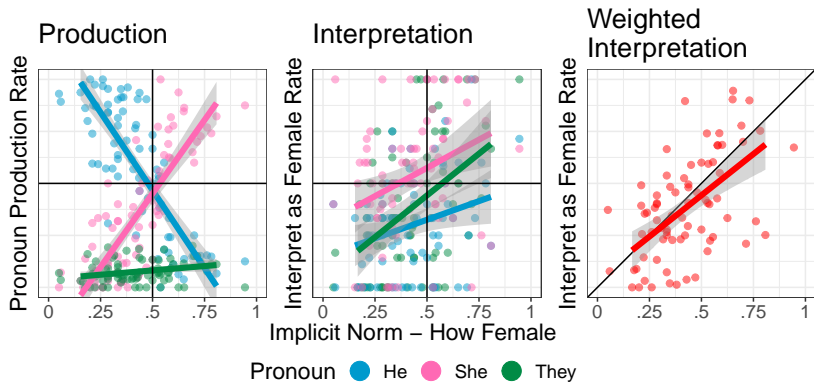 Production
Interpretation
Weighted
Interpretation
Pronoun Production Rate
Interpret as Female Rate
Interpret as Female Rate
0 .25 .5 .75 1
0 .25 .5 .75 1
0 .25 .5 .75 1
Implicit Norm − How Female
Pronoun He She They